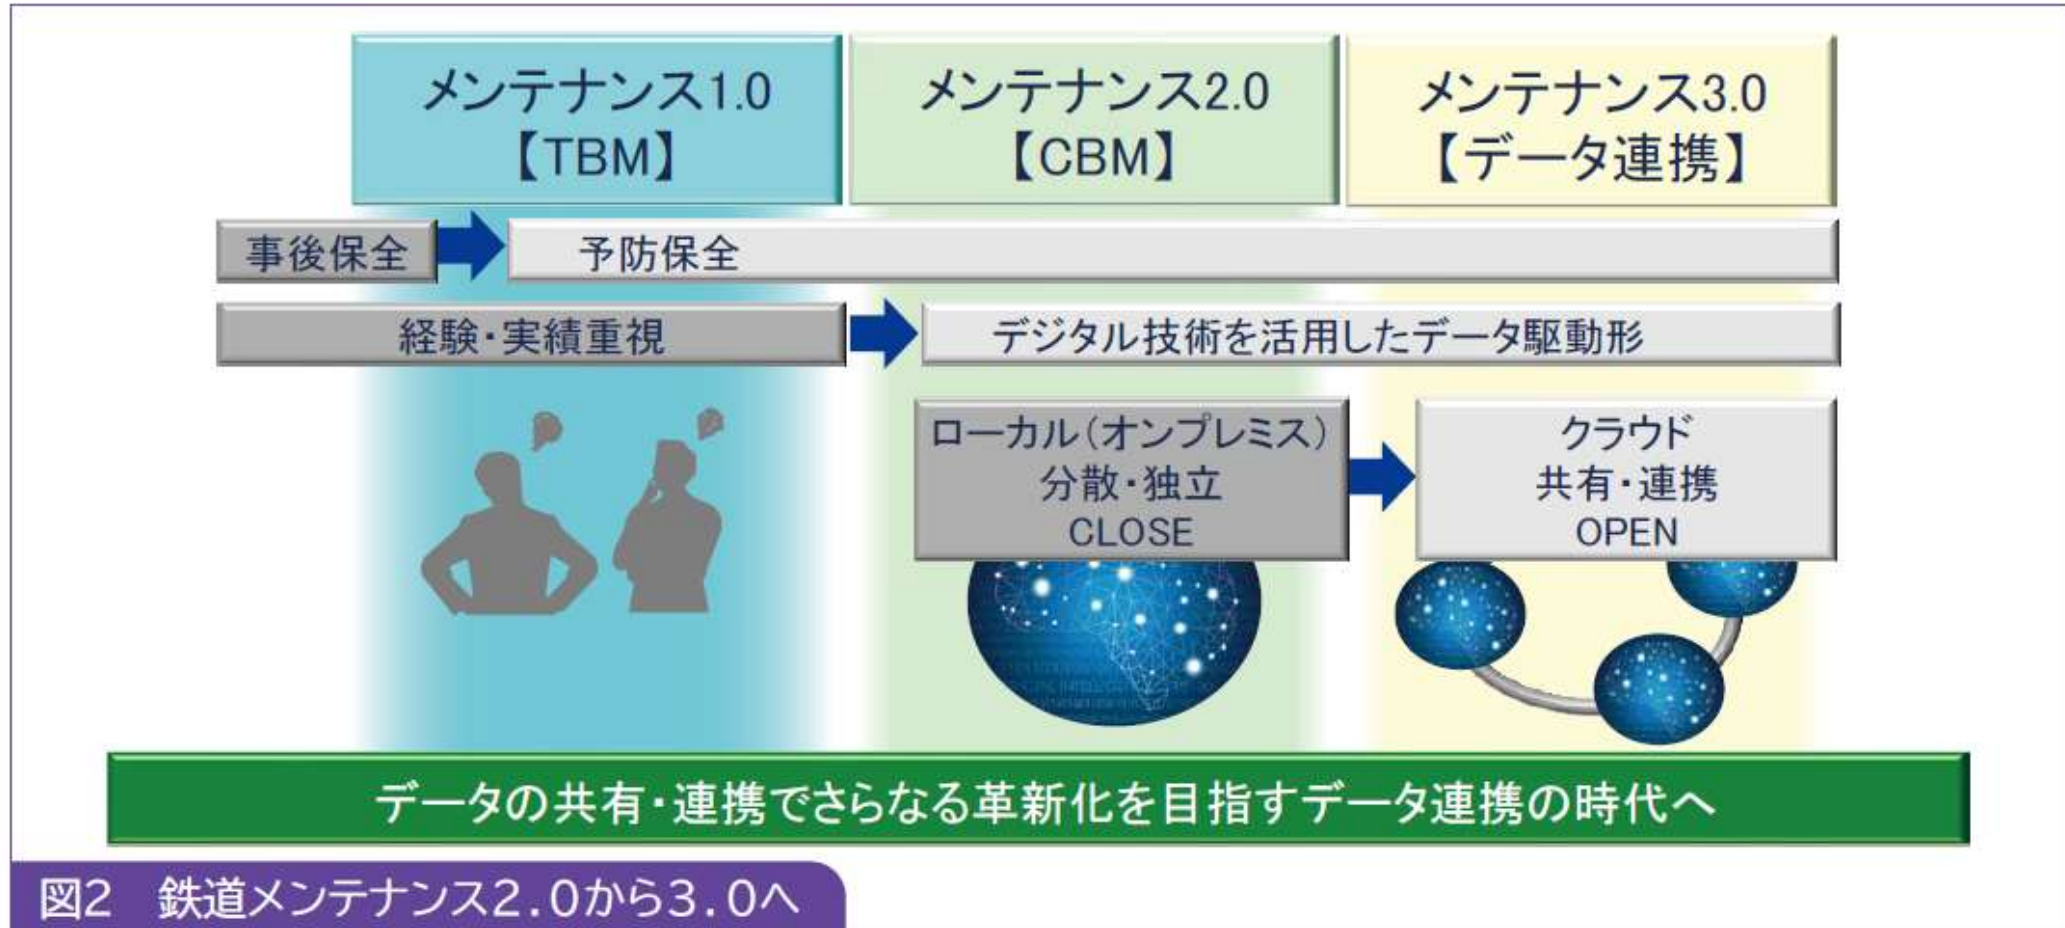 メンテナンス1.0
【TBM】
メンテナンス2.0
【CBM】
メンテナンス3.0
【データ連携】
事後保全
予防保全
経験・実績重視
デジタル技術を活用したデータ駆動形
ローカル（オンプレミス）
分散・独立
CLOSE
クラウド
共有・連携
OPEN
データの共有・連携でさらなる革新化を目指すデータ連携の時代へ
図2　鉄道メンテナンス2.0から3.0へ